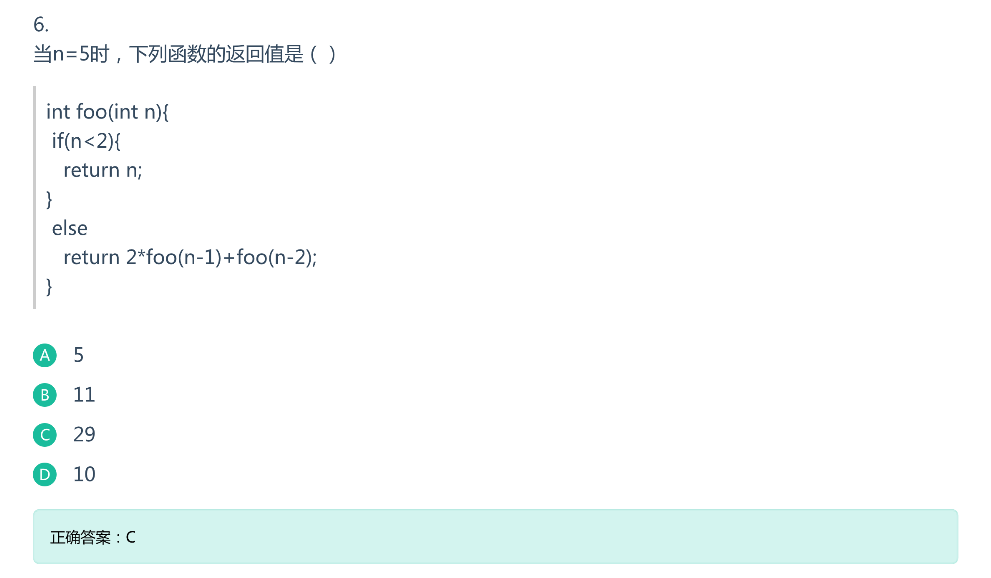 6.
当n=5时，下列函数的返回值是（ ）
int foo(int n){
if(n<2){
return n;
}
else
return 2*foo(n-1)+foo(n-2);
}
A 5
B 11
C 29
D 10
正确答案：C